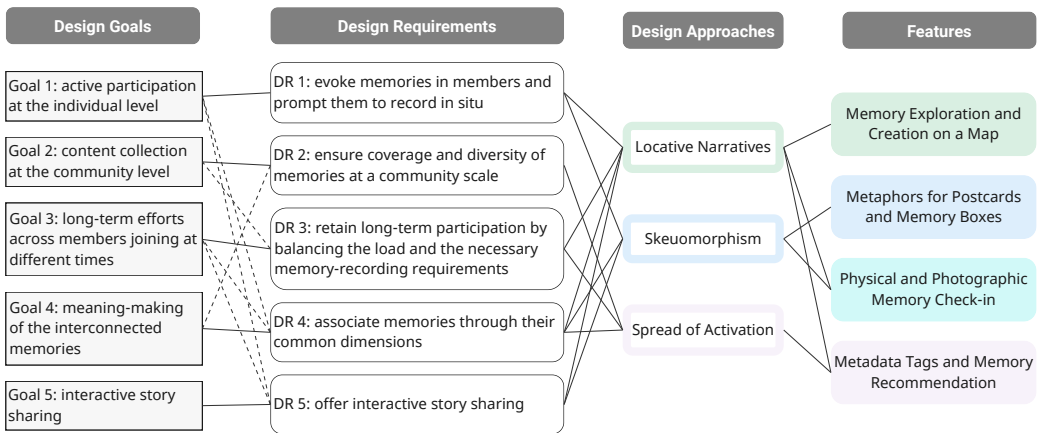 Design Goals
Goal 1: active participation
at the individual level
Goal 2: content collection
at the community level
Goal 3: long-term efforts
across members joining at
different times
Goal 4: meaning-making
of the interconnected
memories
Goal 5: interactive story
sharing
Design Requirements
DR 1: evoke memories in members and
prompt them to record in situ
DR 2: ensure coverage and diversity of
memories at a community scale
DR 3: retain long-term participation by
balancing the load and the necessary
memory-recording requirements
DR 4: associate memories through their
common dimensions
DR 5: offer interactive story sharing
Design Approaches
Locative Narratives
Skeuomorphism
Spread of Activation
Features
Memory Exploration and
Creation on a Map
Metaphors for Postcards
and Memory Boxes
Physical and Photographic
Memory Check-in
Metadata Tags and Memory
Recommendation